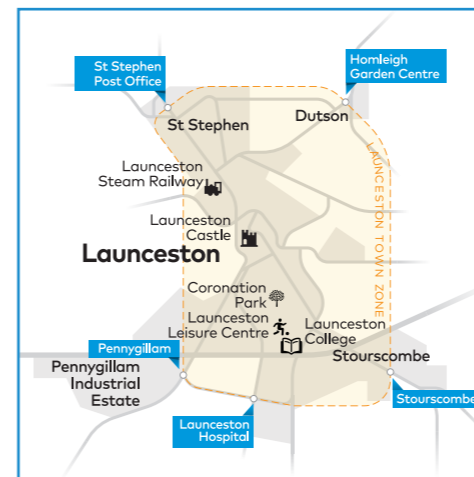 St Stephen
Post Office
Homleigh
Garden Centre
St Stephen
Dutson
LAUNCESTON TOWN ZONE
Launceston
Steam Railway
Launceston
Castle
Launceston
Coronation
Park
Launceston
Leisure Centre
Launceston
College
Pennygillam
Stourscombe
Pennygillam
Industrial
Estate
Stourscombe
Launceston
Hospital